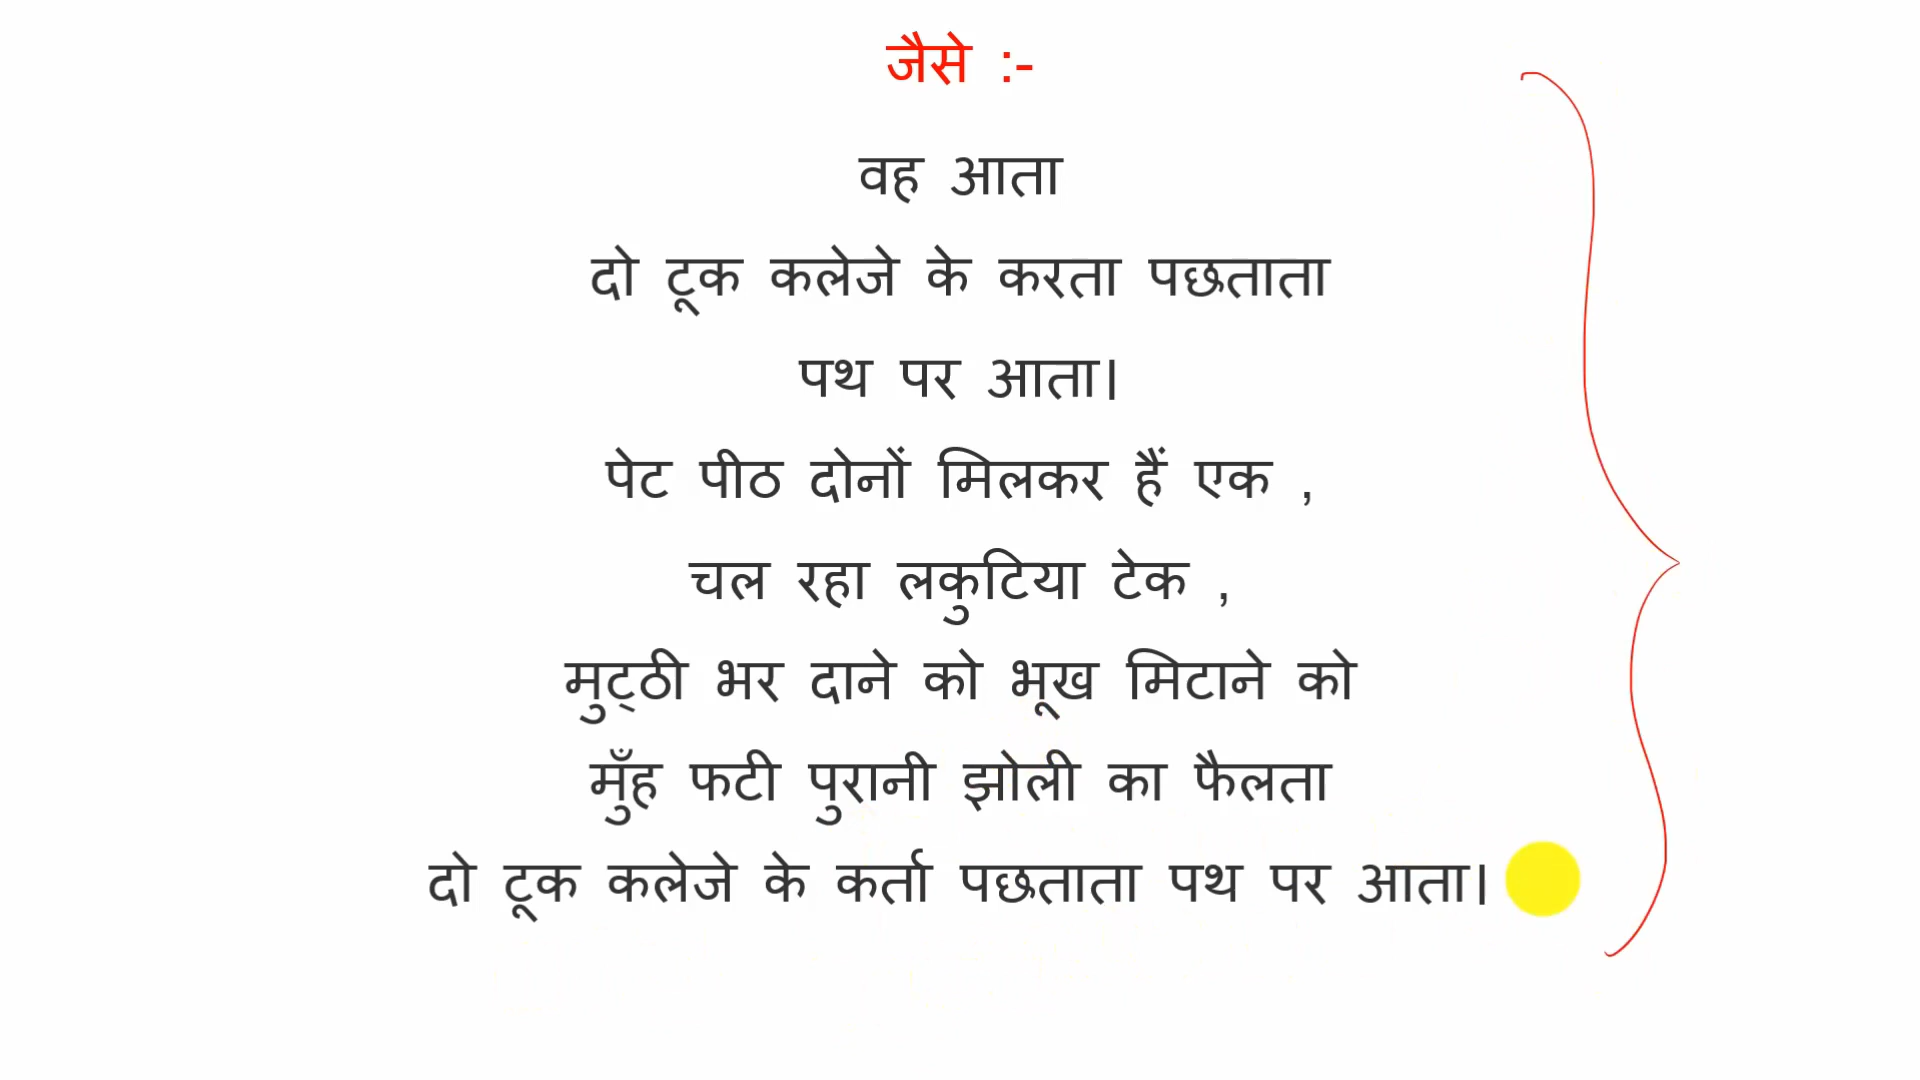 जैसे :-
वह आता
दो टूक कलेजे के करता पछताता
पथ पर आता।
पेट पीठ दोनों मिलकर हैं एक ,
चल रहा लकुटिया टेक ,
मुट्ठी भर दाने को भूख मिटाने को
मुँह फटी पुरानी झोली का फैलता
दो टूक कलेजे के कर्ता पछताता पथ पर आता।